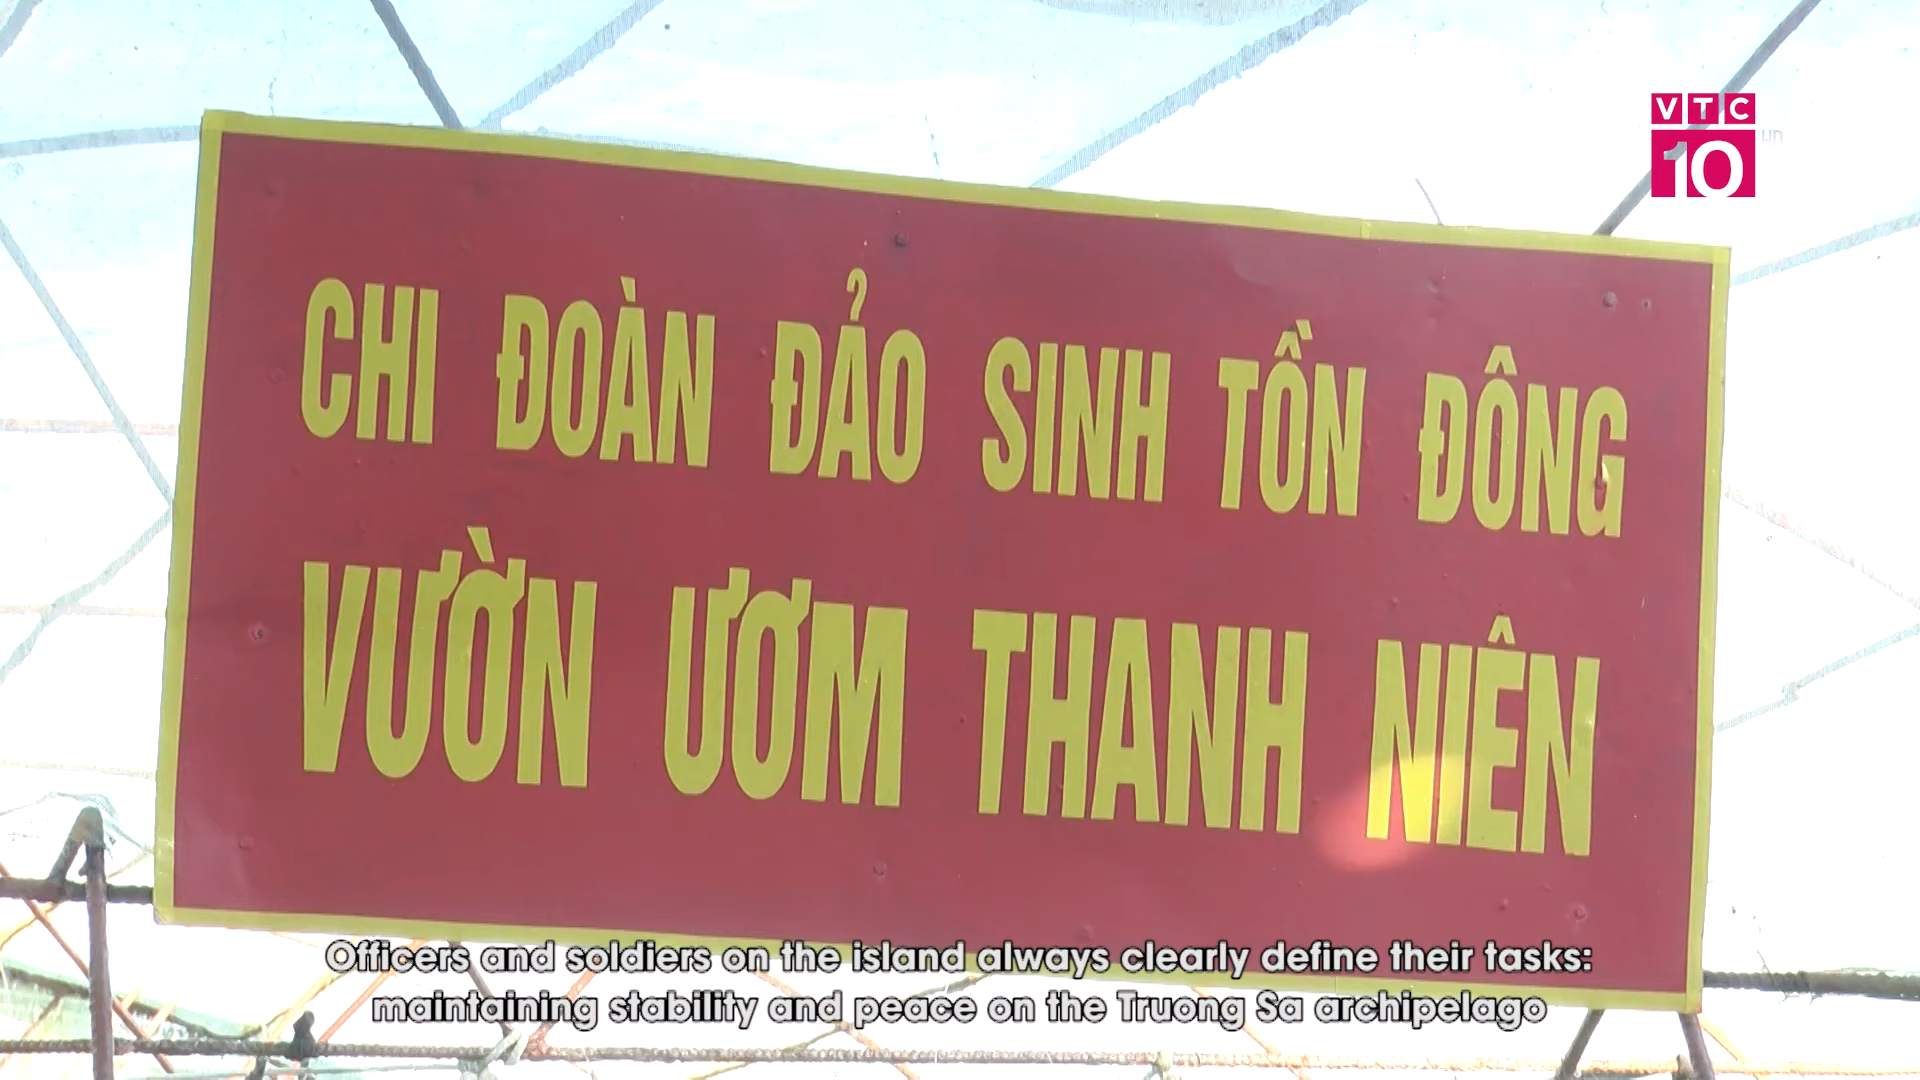 VTC
10
CHI ĐOÀN ĐẢO SINH TỒN ĐÔNG
VƯỜN ƯƠM THANH NIÊN
Officers and soldiers on the island always clearly define their tasks:
maintaining stability and peace on the Truong Sa archipelago